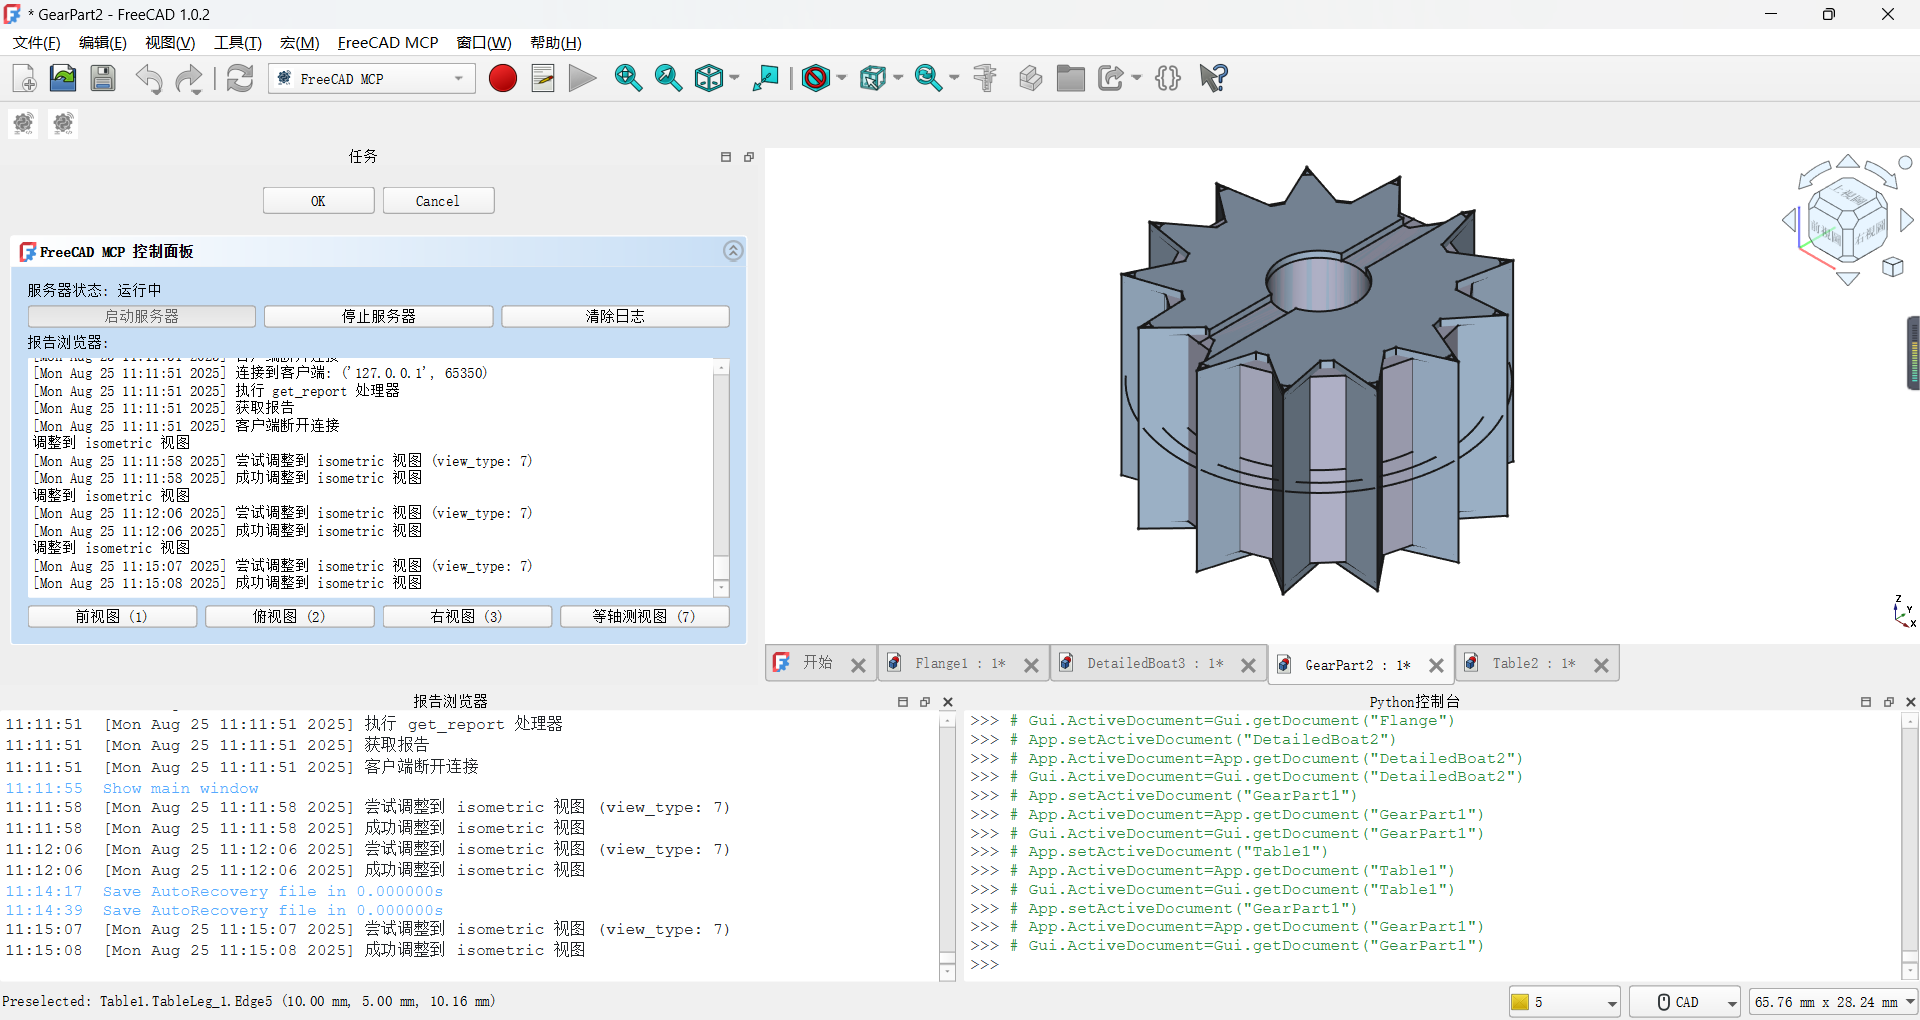 * GearPart2 - FreeCAD 1.0.2
文件(F) 编辑(E) 视图(V) 工具(T) 宏(M) FreeCAD MCP 窗口(W) 帮助(H)
FreeCAD MCP
任务
OK Cancel
FreeCAD MCP 控制面板
服务器状态: 运行中
启动服务器 停止服务器 清除日志
报告浏览器:
[Mon Aug 25 11:11:51 2025] 客户端断开连接
[Mon Aug 25 11:11:51 2025] 连接到客户端: ('127.0.0.1', 65350)
[Mon Aug 25 11:11:51 2025] 执行 get_report 处理器
[Mon Aug 25 11:11:51 2025] 获取报告
[Mon Aug 25 11:11:51 2025] 客户端断开连接
调整到 isometric 视图
[Mon Aug 25 11:11:58 2025] 尝试调整到 isometric 视图 (view_type: 7)
[Mon Aug 25 11:11:58 2025] 成功调整到 isometric 视图
调整到 isometric 视图
[Mon Aug 25 11:12:06 2025] 尝试调整到 isometric 视图 (view_type: 7)
[Mon Aug 25 11:12:06 2025] 成功调整到 isometric 视图
调整到 isometric 视图
[Mon Aug 25 11:15:07 2025] 尝试调整到 isometric 视图 (view_type: 7)
[Mon Aug 25 11:15:08 2025] 成功调整到 isometric 视图
前视图 (1) 俯视图 (2) 右视图 (3) 等轴测视图 (7)
上視圖
前視圖 右視圖
Z
Y
X
开始 Flange1 : 1* DetailedBoat3 : 1* GearPart2 : 1* Table2 : 1*
报告浏览器
11:11:51 [Mon Aug 25 11:11:51 2025] 执行 get_report 处理器
11:11:51 [Mon Aug 25 11:11:51 2025] 获取报告
11:11:51 [Mon Aug 25 11:11:51 2025] 客户端断开连接
11:11:55 Show main window
11:11:58 [Mon Aug 25 11:11:58 2025] 尝试调整到 isometric 视图 (view_type: 7)
11:11:58 [Mon Aug 25 11:11:58 2025] 成功调整到 isometric 视图
11:12:06 [Mon Aug 25 11:12:06 2025] 尝试调整到 isometric 视图 (view_type: 7)
11:12:06 [Mon Aug 25 11:12:06 2025] 成功调整到 isometric 视图
11:14:17 Save AutoRecovery file in 0.000000s
11:14:39 Save AutoRecovery file in 0.000000s
11:15:07 [Mon Aug 25 11:15:07 2025] 尝试调整到 isometric 视图 (view_type: 7)
11:15:08 [Mon Aug 25 11:15:08 2025] 成功调整到 isometric 视图
Python控制台
>>> # Gui.ActiveDocument=Gui.getDocument("Flange")
>>> # App.setActiveDocument("DetailedBoat2")
>>> # App.ActiveDocument=App.getDocument("DetailedBoat2")
>>> # Gui.ActiveDocument=Gui.getDocument("DetailedBoat2")
>>> # App.setActiveDocument("GearPart1")
>>> # App.ActiveDocument=App.getDocument("GearPart1")
>>> # Gui.ActiveDocument=Gui.getDocument("GearPart1")
>>> # App.setActiveDocument("Table1")
>>> # App.ActiveDocument=App.getDocument("Table1")
>>> # Gui.ActiveDocument=Gui.getDocument("Table1")
>>> # App.setActiveDocument("GearPart1")
>>> # App.ActiveDocument=App.getDocument("GearPart1")
>>> # Gui.ActiveDocument=Gui.getDocument("GearPart1")
>>>
Preselected: Table1.TableLeg_1.Edge5 (10.00 mm, 5.00 mm, 10.16 mm)
5 CAD 65.76 mm x 28.24 mm